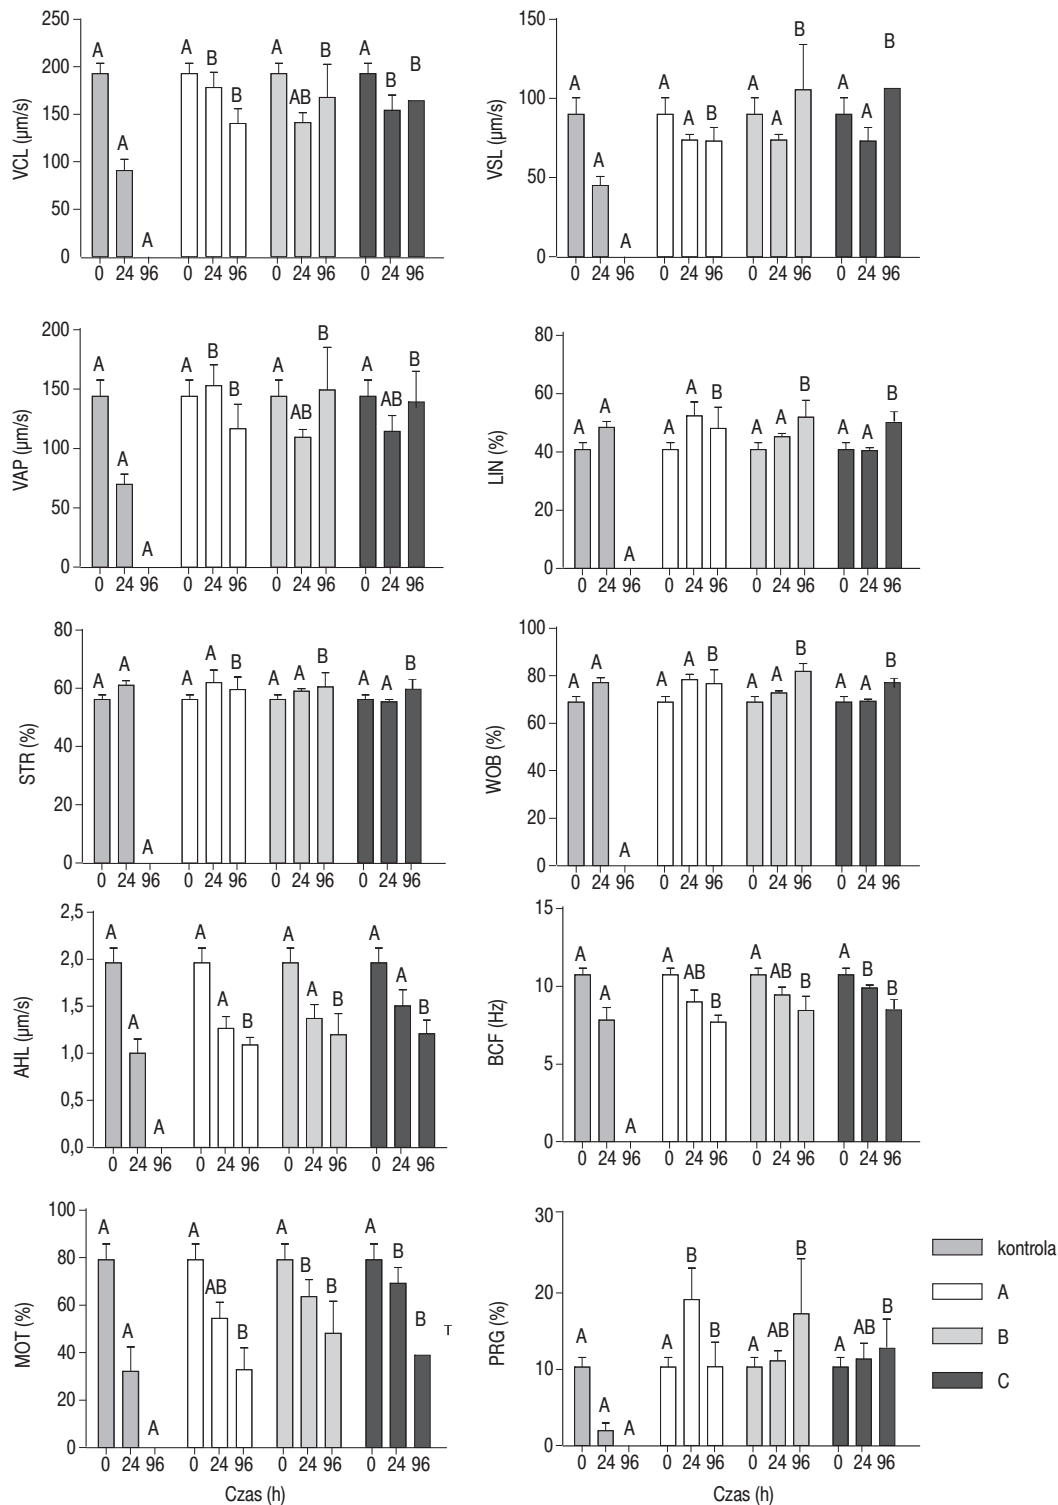 250
200
150
100
50
0
VCL (µm/s)
A
A
A
A
B
B
A
AB
B
A
B
B
0 24 96 0 24 96 0 24 96 0 24 96
150
100
50
0
VSL (µm/s)
A
A
A
A
A
B
A
A
B
A
A
B
0 24 96 0 24 96 0 24 96 0 24 96
200
150
100
50
0
VAP (µm/s)
A
A
A
A
B
B
A
AB
B
A
AB
B
0 24 96 0 24 96 0 24 96 0 24 96
80
60
40
20
0
LIN (%)
A
A
A
A
A
B
A
A
B
A
A
B
0 24 96 0 24 96 0 24 96 0 24 96
80
60
40
20
0
STR (%)
A
A
A
A
A
B
A
A
B
A
A
B
0 24 96 0 24 96 0 24 96 0 24 96
100
80
60
40
20
0
WOB (%)
A
A
A
A
A
B
A
A
B
A
A
B
0 24 96 0 24 96 0 24 96 0 24 96
2,5
2,0
1,5
1,0
0,5
0,0
AHL (µm/s)
A
A
A
A
A
B
A
A
B
A
A
B
0 24 96 0 24 96 0 24 96 0 24 96
15
10
5
0
BCF (Hz)
A
A
A
A
AB
B
A
AB
B
A
B
B
0 24 96 0 24 96 0 24 96 0 24 96
100
80
60
40
20
0
MOT (%)
A
A
A
A
AB
B
A
B
B
A
B
B
0 24 96 0 24 96 0 24 96 0 24 96
Czas (h)
30
20
10
0
PRG (%)
A
A
A
A
B
B
A
AB
B
A
AB
B
0 24 96 0 24 96 0 24 96 0 24 96
Czas (h)
kontrola
A
B
C